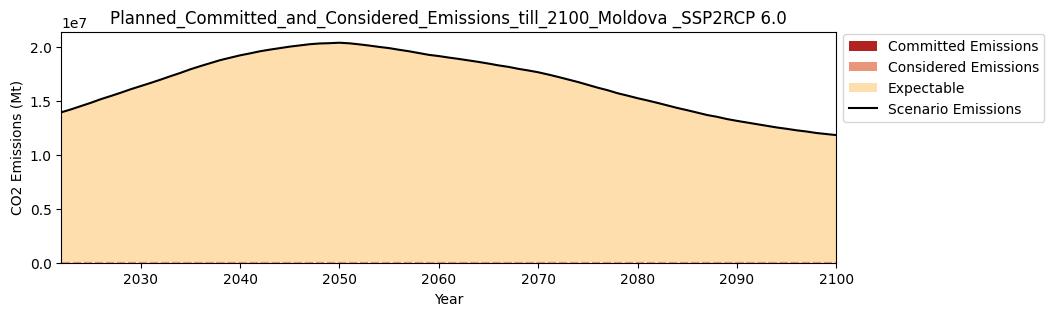 Planned_Committed_and_Considered_Emissions_till_2100_Moldova _SSP2RCP 6.0
1e7
2.0
1.5
1.0
0.5
0.0
CO2 Emissions (Mt)
2030 2040 2050 2060 2070 2080 2090 2100
Year
Committed Emissions
Considered Emissions
Expectable
Scenario Emissions